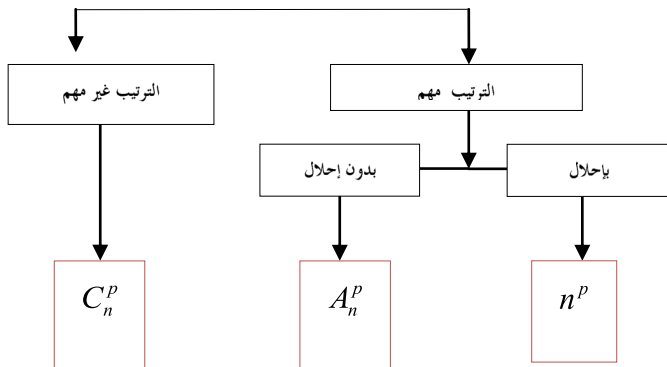 الترتيب مهم
الترتيب غير مهم
بإحلال
بدون إحلال
n^p
A_n^p
C_n^p